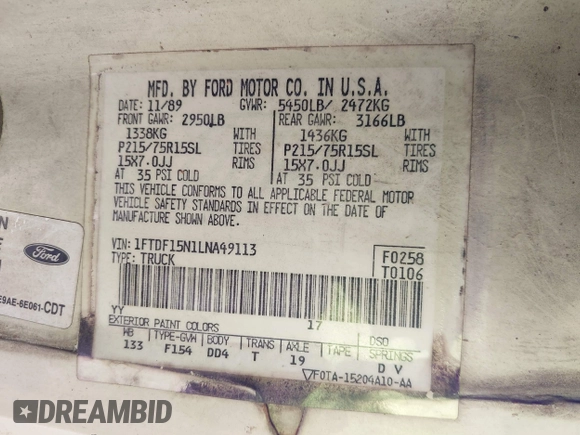 MFD. BY FORD MOTOR CO. IN U.S.A.
DATE: 11/89 GVWR: 5450LB/ 2472KG
FRONT GAWR: 2950LB REAR GAWR: 3166LB
1338KG WITH 1436KG WITH
P215/75R15SL TIRES P215/75R15SL TIRES
15X7.0JJ RIMS 15X7.0JJ RIMS
AT 35 PSI COLD AT 35 PSI COLD
THIS VEHICLE CONFORMS TO ALL APPLICABLE FEDERAL MOTOR
VEHICLE SAFETY STANDARDS IN EFFECT ON THE DATE OF
MANUFACTURE SHOWN ABOVE.
VIN: 1FTDF15N1LNA49113
TYPE: TRUCK
F0258
T0106
YY 17
EXTERIOR PAINT COLORS DSO
WB TYPE-GVW BODY TRANS AXLE TAPE SPRINGS
133 F154 DD4 T 19 D V
F0TA-15204A10-AA
Ford
E9AE-6E061-CDT
DREAMBID